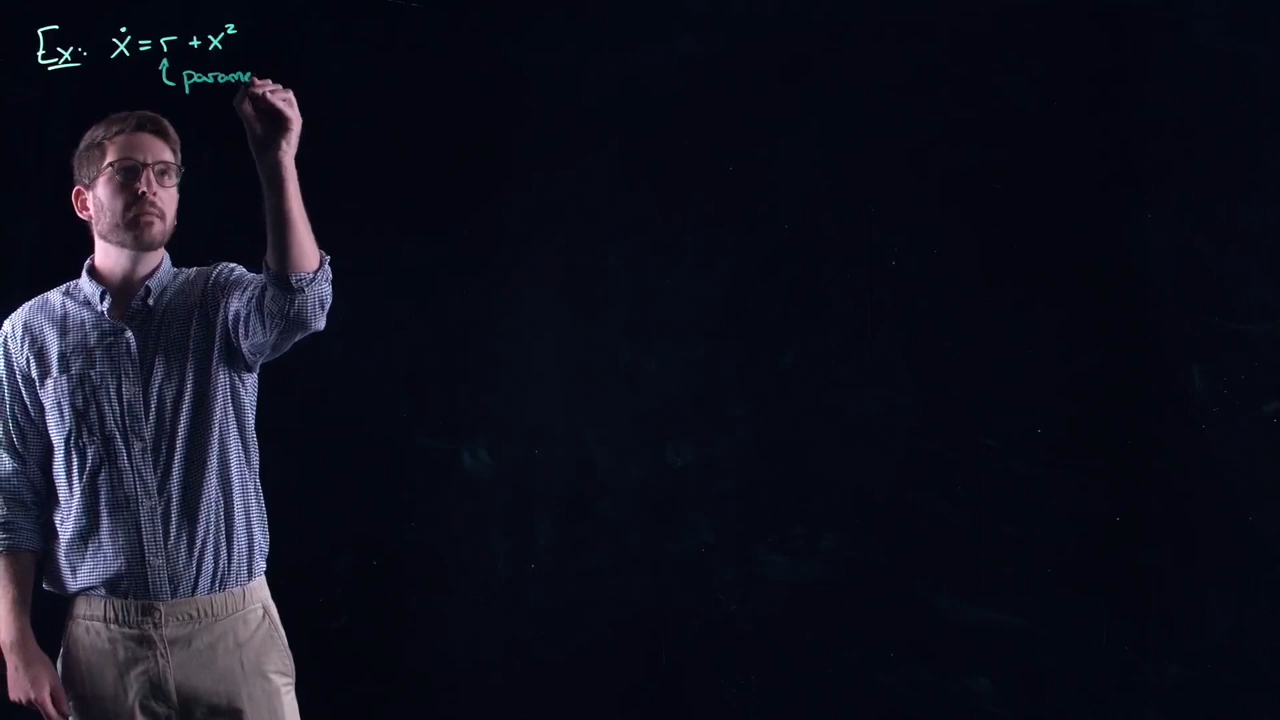 Ex: ẋ = r + x²
parame